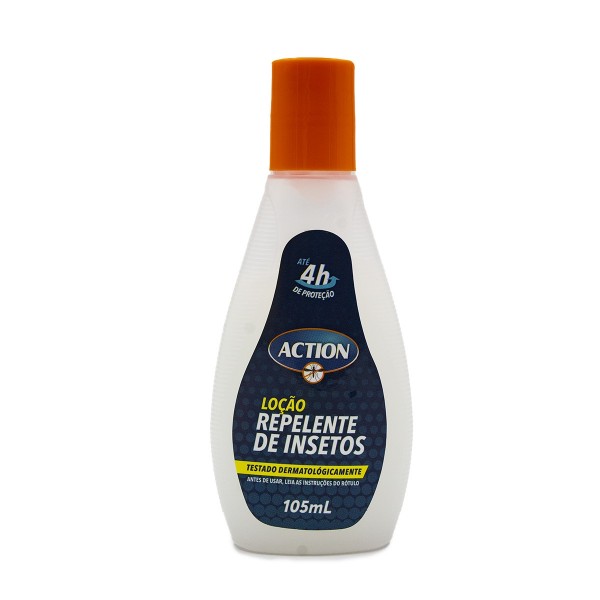 ATÉ
4h
DE PROTEÇÃO
ACTION
LOÇÃO
REPELENTE
DE INSETOS
TESTADO DERMATOLÓGICAMENTE
ANTES DE USAR, LEIA AS INSTRUÇÕES DO RÓTULO
105mL